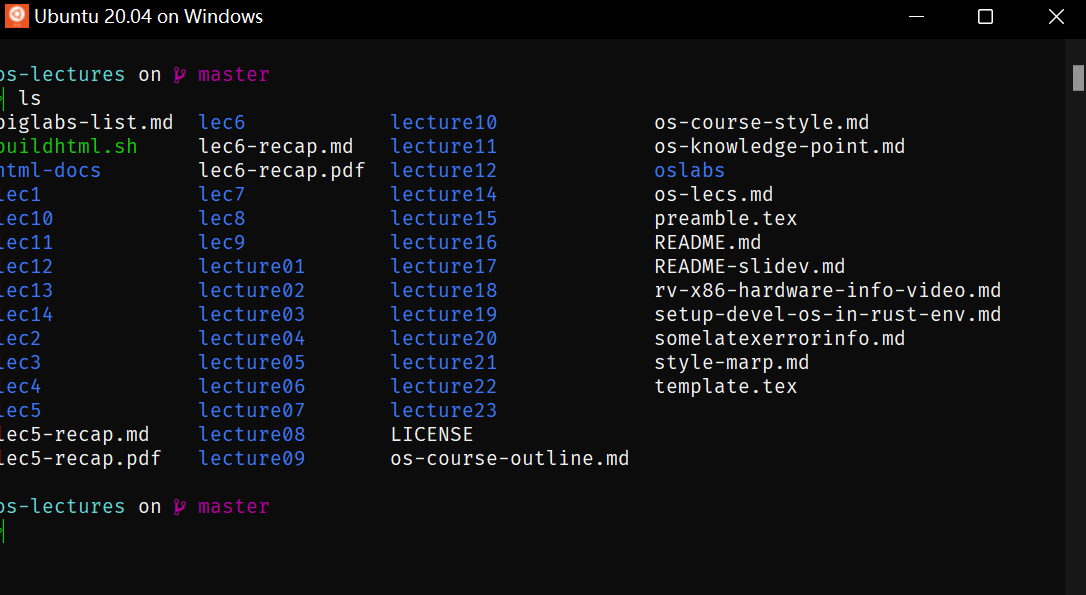 Ubuntu 20.04 on Windows
os-lectures on master
ls
biglabs-list.md lec6 lecture10 os-course-style.md
buildhtml.sh lec6-recap.md lecture11 os-knowledge-point.md
html-docs lec6-recap.pdf lecture12 oslabs
lec1 lec7 lecture14 os-lecs.md
lec10 lec8 lecture15 preamble.tex
lec11 lec9 lecture16 README.md
lec12 lecture01 lecture17 README-slidev.md
lec13 lecture02 lecture18 rv-x86-hardware-info-video.md
lec14 lecture03 lecture19 setup-devel-os-in-rust-env.md
lec2 lecture04 lecture20 somelatexerrorinfo.md
lec3 lecture05 lecture21 style-marp.md
lec4 lecture06 lecture22 template.tex
lec5 lecture07 lecture23
lec5-recap.md lecture08 LICENSE
lec5-recap.pdf lecture09 os-course-outline.md
os-lectures on master